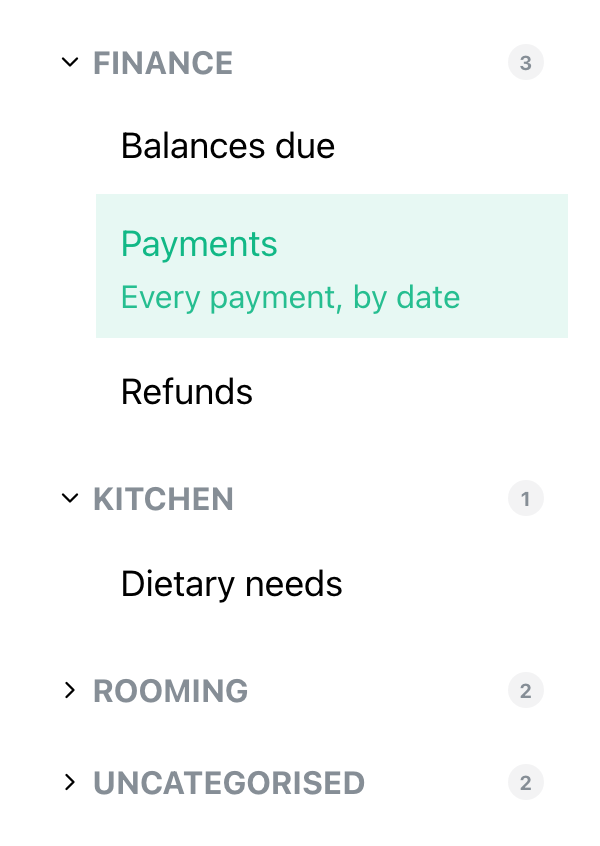 FINANCE 3
Balances due
Payments
Every payment, by date
Refunds
KITCHEN 1
Dietary needs
ROOMING 2
UNCATEGORISED 2